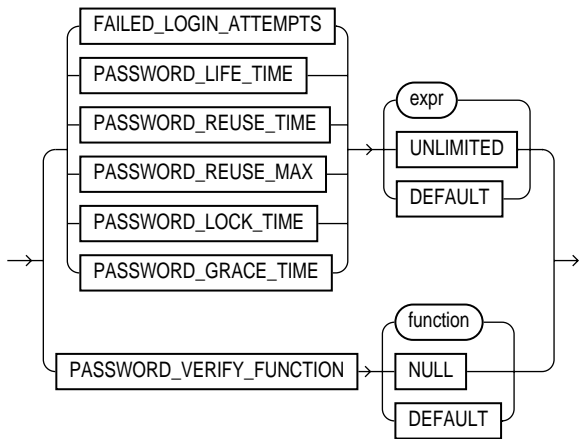 FAILED_LOGIN_ATTEMPTS
PASSWORD_LIFE_TIME
PASSWORD_REUSE_TIME
PASSWORD_REUSE_MAX
PASSWORD_LOCK_TIME
PASSWORD_GRACE_TIME
expr
UNLIMITED
DEFAULT
PASSWORD_VERIFY_FUNCTION
function
NULL
DEFAULT